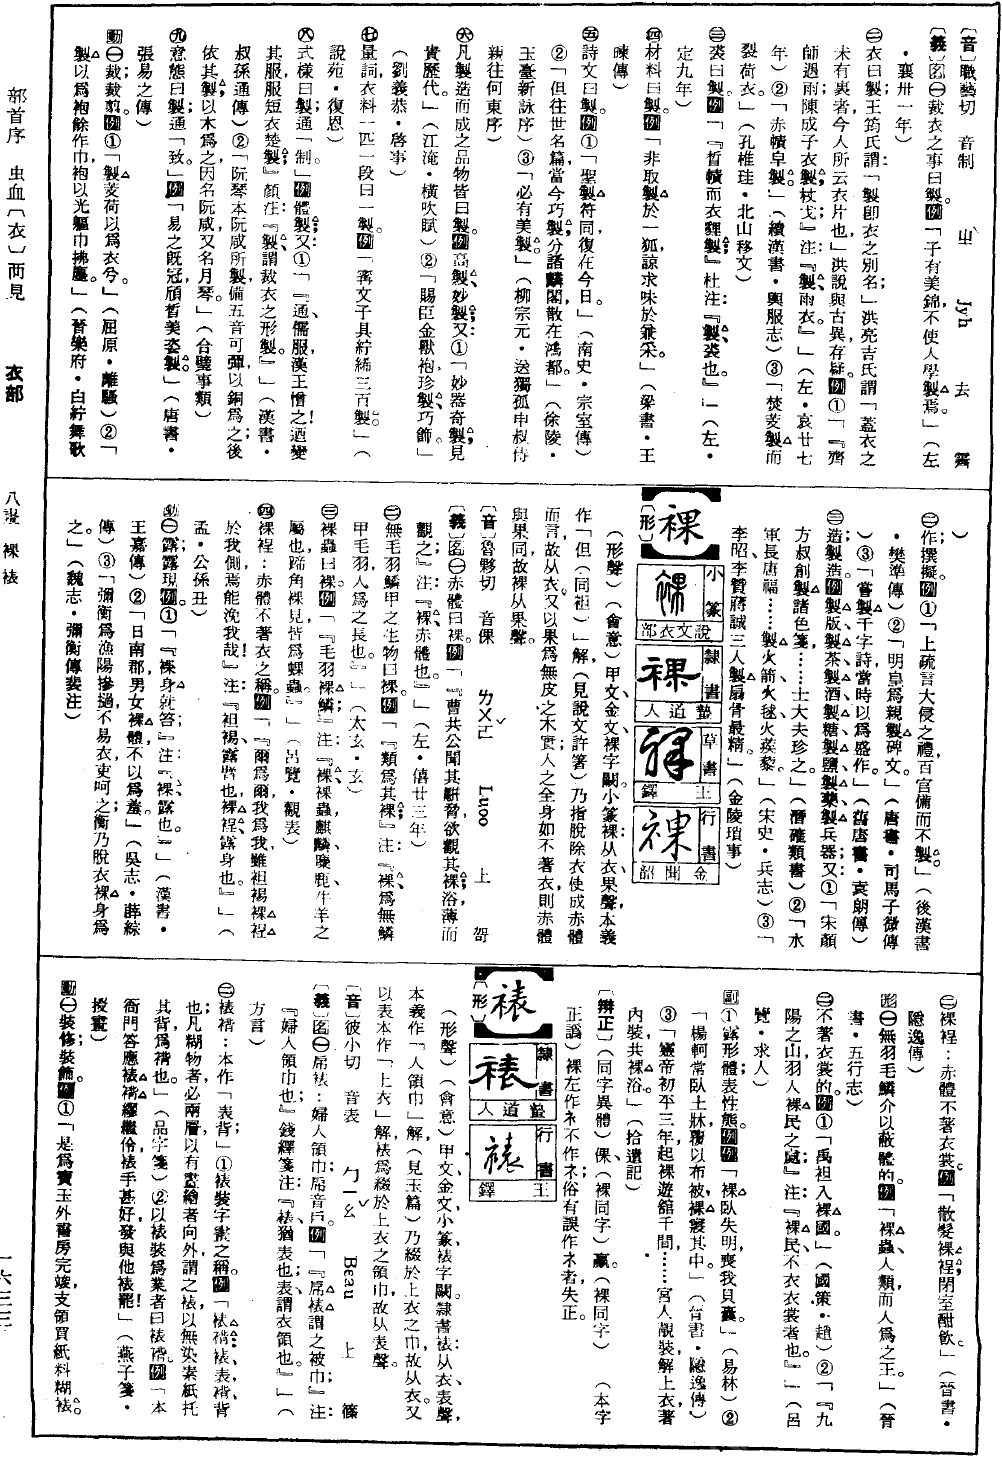 部首序 虫血〔衣〕襾見 衣部 八畫 裸 裱 一六三三
〔音〕職藝切 音制 ㄓˋ Jyh 去 霽
〔義〕名㊀裁衣之事曰製。例「子有美錦，不使人學製焉。」（左
・襄卅一年）
㊁衣曰製；王筠氏謂：「製卽衣之別名」；洪亮吉氏謂：「蓋衣之
未有裏者，今人所云衣片也」；洪說與古異，存疑。例①「『齊
師過雨，陳成子衣製杖戈』注：『製，雨衣。』」（左・哀廿七
年）②「赤幘皁製。」（續漢書・輿服志）③「焚芰製而
裂荷衣。」（孔稚珪・北山移文）
㊂裘曰製。例「『晳幘而衣貍製』杜注：『製，裘也。』」（左・
定九年）
㊃材料曰製。例「非取製於一狐，諒求味於兼采。」（梁書・王
暕傳）
㊄詩文曰製。例①「聖製符同，復在今日。」（南史・宗室傳）
②「但往世名篇，當今巧製，分諸麟閣，散在鴻都。」（徐陵・
玉臺新詠序）③「必有美製。」（柳宗元・送獨孤申叔侍
親往河東序）
㊅凡製造而成之品物皆曰製。例高製、妙製；又：①「妙器奇製，見
貴歷代。」（江淹・橫吹賦）②「賜臣金獸袍，珍製巧飾。」
（劉義恭・啓事）
㊆量詞，衣料一匹一段曰一製。例「甯文子具紵絺三百製。」（
說苑・復恩）
㊇式樣曰製；通「制」。例體製；又：①「『通儒服，漢王憎之，迺變
其服，服短衣，楚製』顏注：『製，謂裁衣之形製。』」（漢書・
叔孫通傳）②「阮琴本阮咸所製，備五音，可彈，以銅爲之；後
依其製，以木爲之，因名阮咸，又名月琴。」（合璧事類）
㊈意態曰製；通「致」。例「易之旣冠，頎晳美姿製。」（唐書・
張易之傳）
動㊀裁，裁剪。例①「製芰荷以爲衣兮。」（屈原・離騷）②「
製以爲袍餘作巾，袍以光軀巾拂塵。」（晉樂府・白紵舞歌
）
㊁作，撰擬。例①「上疏言大侵之禮，百官備而不製。」（後漢書
・樊準傳）②「明皇爲親製碑文。」（唐書・司馬子微傳
）③「嘗製千字詩，當時以爲盛作。」（舊唐書・袁朗傳）
㊂造，製造。例製版、製茶、製酒、製糖、製鹽、製藥、製兵器；又：①「宋顏
方叔創製諸色箋……士大夫珍之。」（潛確類書）②「水
軍長唐福……製火箭、火毬、火蒺藜。」（宋史・兵志）③「
李昭、李贊、蔣誠三人製扇骨最精。」（金陵瑣事）
裸
小篆 說文衣部
隸書 蟄道人
草書 王鐸
行書 金聞韶
〔形〕（形聲）（會意）甲文、金文裸字闕。小篆裸：从衣，果聲，本義
作「但（同袒）」解，（見說文許箸）乃指脫除衣使成赤體
而言，故从衣。又以果爲無皮之木實，人之全身如不著衣，則赤體
與果同，故裸从果聲。
〔音〕魯夥切 音倮 ㄌㄨㄛˇ Luoo 上 哿
〔義〕名㊀赤體曰裸。例「『曹共公聞其駢脅，欲觀其裸，浴，薄而
觀之』注：『裸，赤體也。』」（左・僖廿三年）
㊁無毛羽鱗甲之生物曰裸。例「『類爲其裸』注：『裸爲無鱗
甲毛羽，人爲之長也。』」（太玄・玄）
㊂裸蟲曰裸。例「『毛羽裸鱗』注：『裸，裸蟲，麒麟、麋鹿、牛羊之
屬也，蹄角裸見皆爲裸蟲。』」（呂覽・觀表）
㊃裸裎：赤體不著衣之稱。例「『爾爲爾，我爲我，雖袒裼裸裎
於我側，焉能浼我哉！』注：『袒裼，露臂也，裸裎，露身也。』」（
孟・公孫丑）
動㊀露，露現。例①「『裸身就笞』注：『裸，露也。』」（漢書・
王嘉傳）②「日南郡，男女裸體，不以爲羞。」（吳志・薛綜
傳）③「彌衡爲漁陽摻撾，不易衣，吏呵之；衡乃脫衣裸身爲
之。」（魏志・彌衡傳裴注）
㊁裸裎：赤體不著衣裳。例「散髮裸裎，閉室酣飮。」（晉書・
隱逸傳）
形㊀無羽毛鱗介以蔽體的。例「裸蟲，人類，而人爲之王。」（晉
書・五行志）
㊁不著衣裳的。例①「禹袒入裸國。」（國策・趙）②「『九
陽之山，羽人裸民之處』注：『裸民，不衣衣裳者也。』」（呂
覽・求人）
副①露形體，表性態。例「裸臥失明，喪我貝囊。」（易林）②
「楊軻常臥土牀，覆以布被，裸寢其中。」（晉書・隱逸傳）
③「靈帝初平三年起裸遊舘千間……宮人靚裝，解上衣，著
內裝共裸浴。」（拾遺記）
〔辨正〕（同字異體）倮（裸同字）臝（裸同字）（本字
正譌）裸左作衤不作礻；俗有誤作礻者，失正。
裱
隸書 蟄道人
行書 王鐸
〔形〕（形聲）（會意）甲文、金文、小篆裱字闕。隸書裱：从衣，表聲，
本義作「人領巾」解，（見玉篇）乃綴於上衣之巾，故从衣。又
以表本作「上衣」解，裱爲綴於上衣之領巾，故从表聲。
〔音〕彼小切 音表 ㄅㄧㄠˇ Beau 上 篠
〔義〕名㊀帍裱：婦人領巾；帍音戶。例「『帍裱謂之被巾』注：
『婦人領巾也。』錢繹箋注：『裱，猶表也；表，謂衣領也。』」（
方言）
㊁裱褙：本作「表背」；①裱裝字畫之稱。例「裱褙：裱，表；褙，背
也，凡糊物者必兩層，以有畫繪者向外，謂之裱，以無染素紙托
其背，爲褙也。」（品字箋）②以裱裝爲業者曰裱褙。例「本
衙門答應裱褙繆繼伶，裱手甚好，發與他裱罷！」（燕子箋・
授畫）
動㊀裝修，裝飾。例①「是爲寶玉外書房完竣，支領買紙料糊裱。